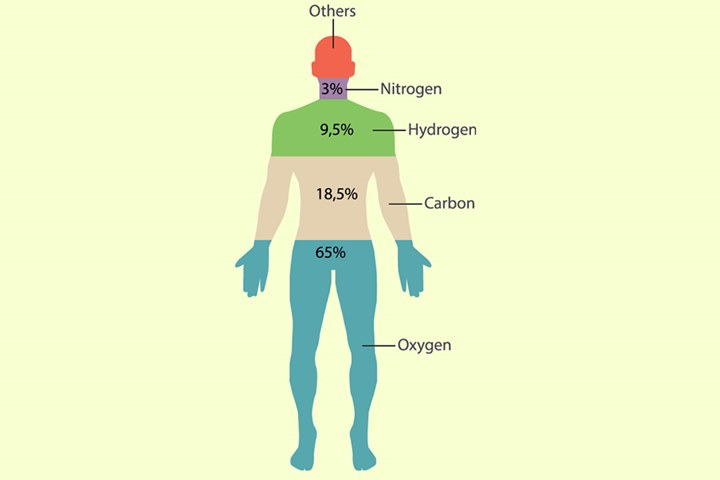 Others
3%
Nitrogen
9,5%
Hydrogen
18,5%
Carbon
65%
Oxygen